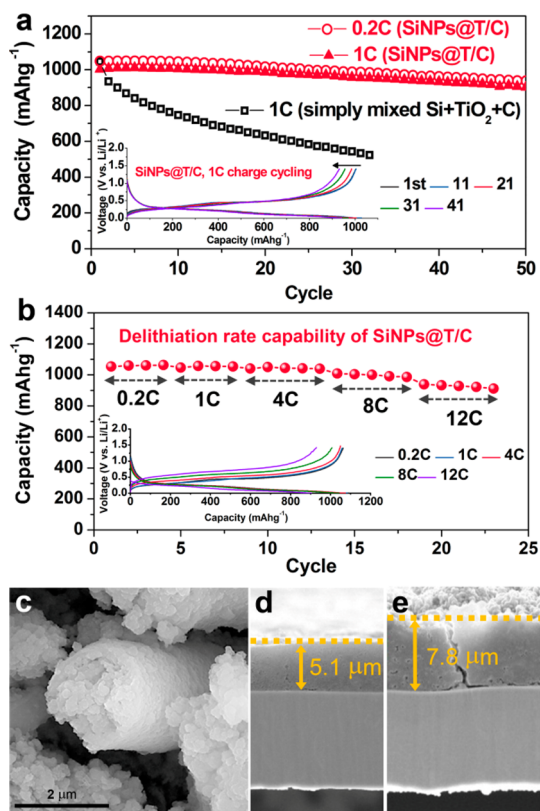 a
1400
1200
1000
800
600
400
200
0
Capacity (mAhg-1)
0.2C (SiNPs@T/C)
1C (SiNPs@T/C)
1C (simply mixed Si+TiO2+C)
SiNPs@T/C, 1C charge cycling
Voltage (V vs. Li/Li+)
2.0
1.5
1.0
0.5
0.0
0 200 400 600 800 1000
Capacity (mAhg-1)
1st 11 21
31 41
0 10 20 30 40 50
Cycle
b
1400
1200
1000
800
600
400
200
0
Capacity (mAhg-1)
Delithiation rate capability of SiNPs@T/C
0.2C 1C 4C 8C 12C
Voltage (V vs. Li/Li+)
2.0
1.5
1.0
0.5
0.0
0 200 400 600 800 1000 1200
Capacity (mAhg-1)
0.2C 1C 4C
8C 12C
0 5 10 15 20 25
Cycle
c
2 μm
d
5.1 μm
e
7.8 μm